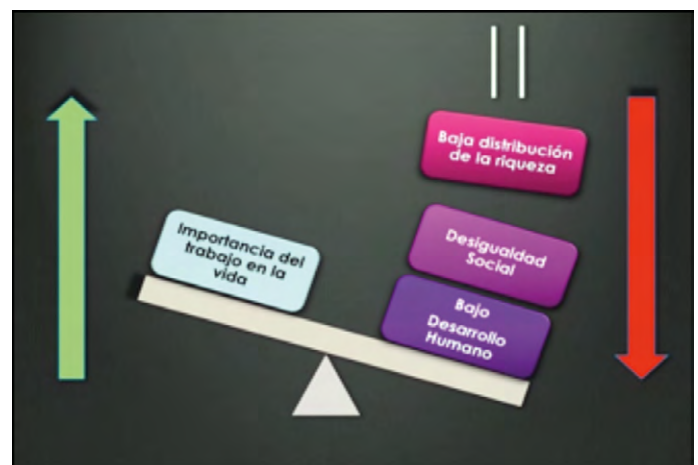 Baja distribución
de la riqueza
Importancia del
trabajo en la
vida
Desigualdad
Social
Bajo
Desarrollo
Humano